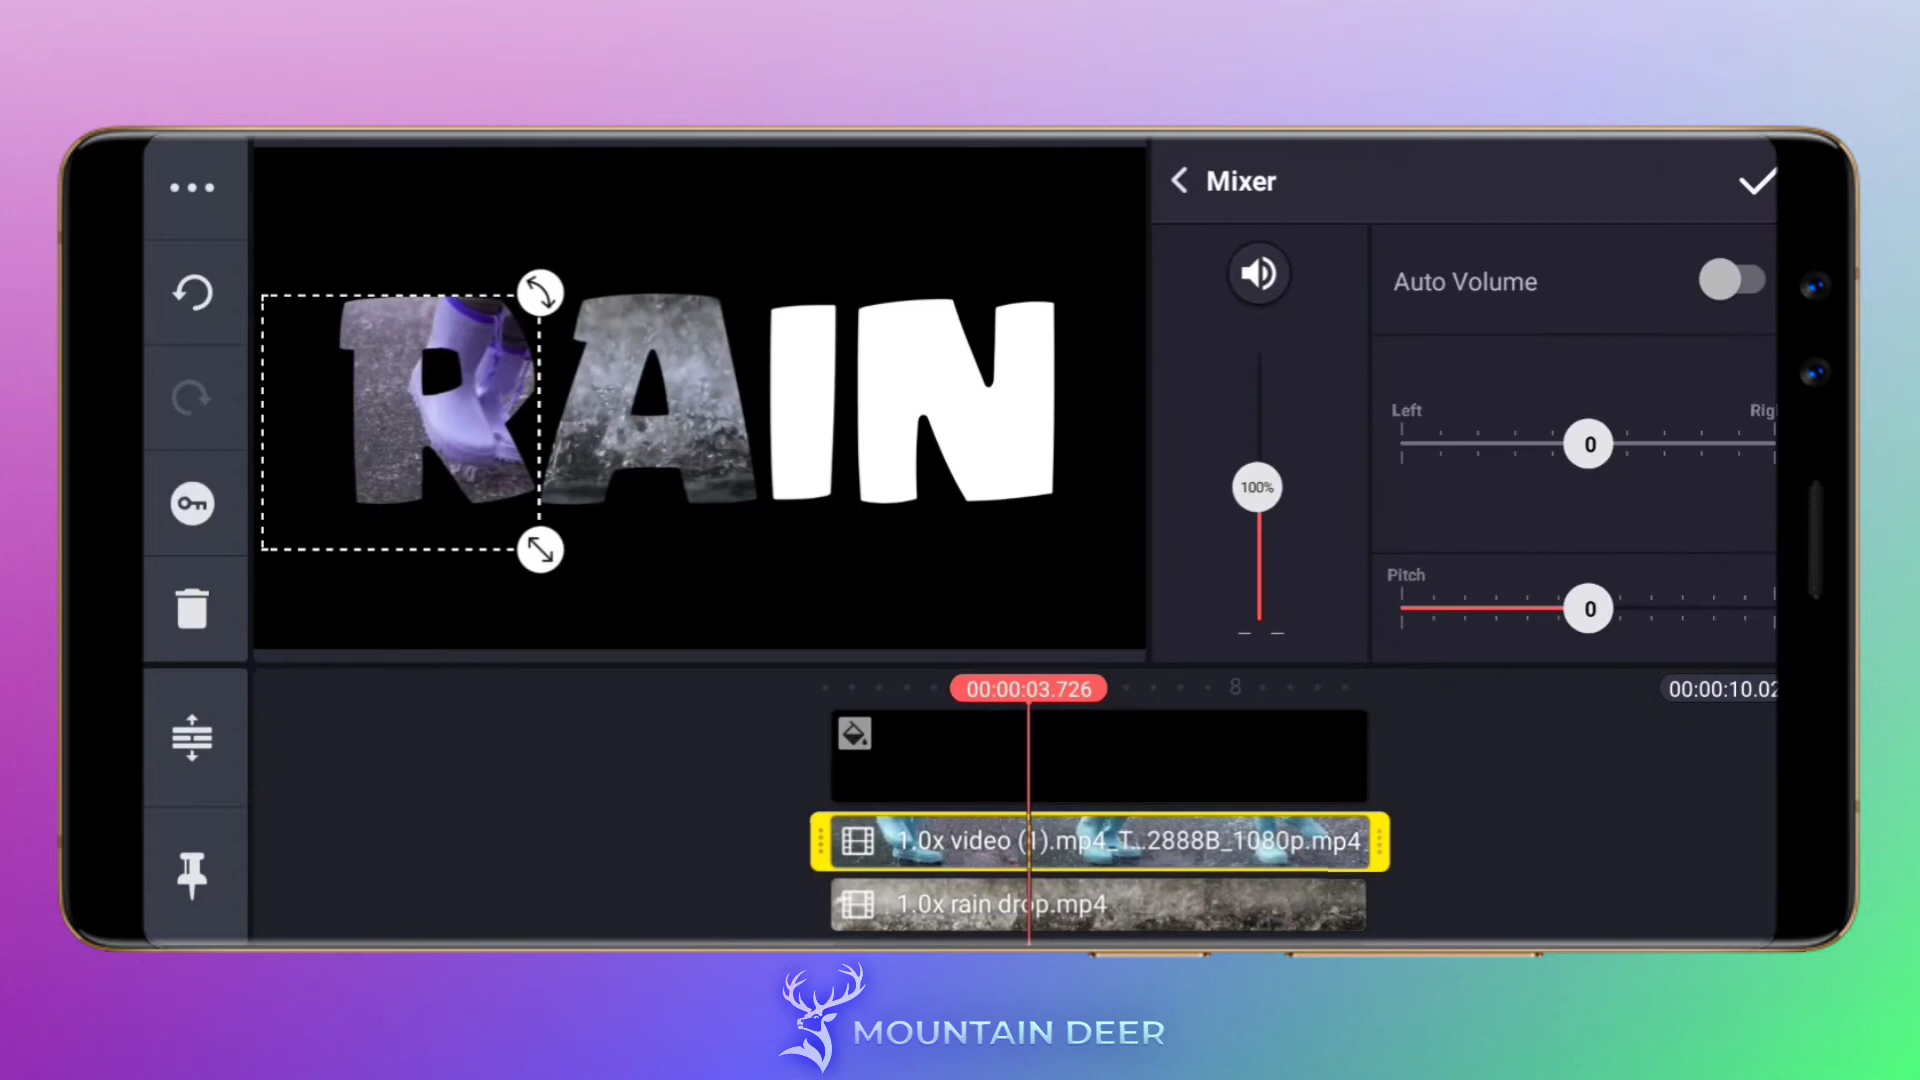 Mixer
RAIN
Auto Volume
Left
Rig
0
100%
Pitch
0
00:00:03.726
8
00:00:10.02
1.0x video (1).mp4_T...2888B_1080p.mp4
1.0x rain drop.mp4
MOUNTAIN DEER